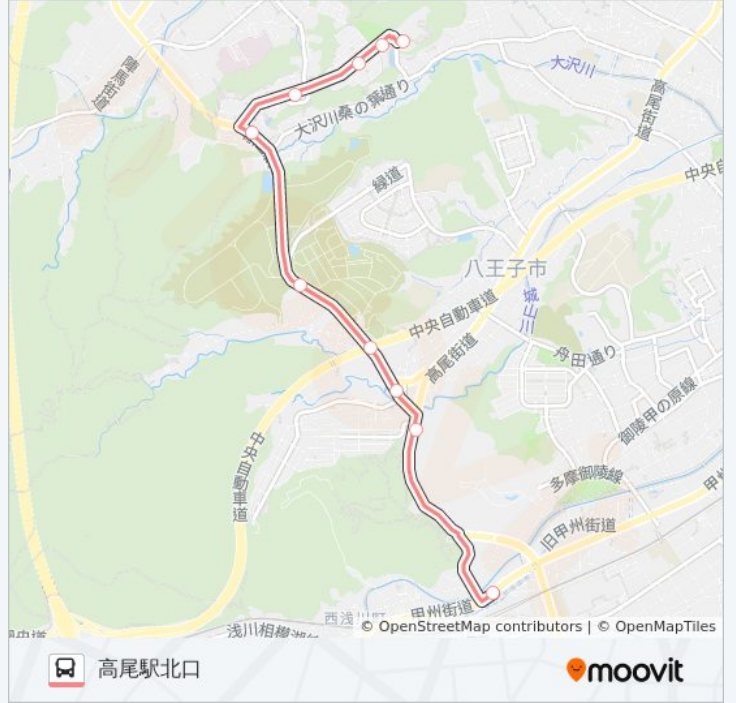 陣馬街道
大沢川
高尾街道
大沢川桑の葉通り
中央自
緑道
八王子市
中央自動車道
城山川
高尾街道
舟田通り
御陵甲の原線
中央自動車道
多摩御陵線
甲州
旧甲州街道
西浅川町
甲州街道
浅川相模湖
© OpenStreetMap contributors | © OpenMapTiles
高尾駅北口
moovit